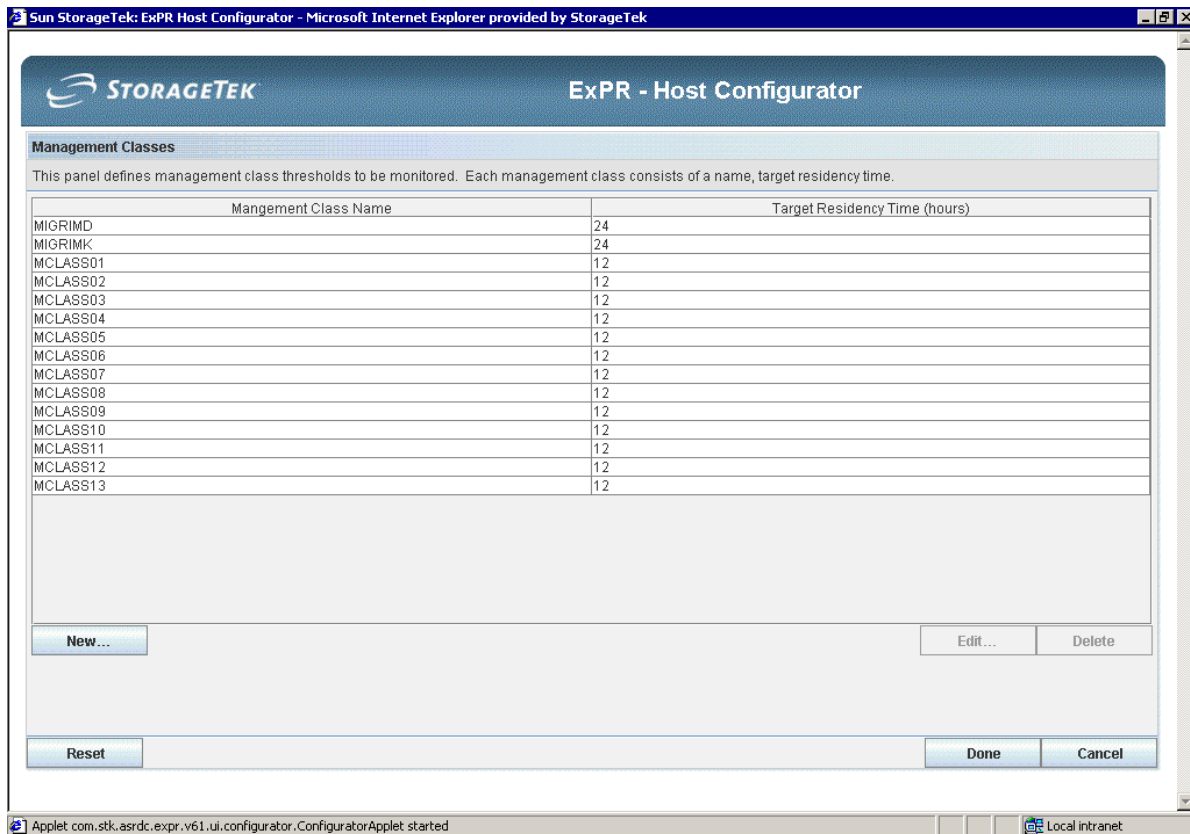 Sun StorageTek: ExPR Host Configurator - Microsoft Internet Explorer provided by StorageTek
STORAGETEK
ExPR - Host Configurator
Management Classes
This panel defines management class thresholds to be monitored. Each management class consists of a name, target residency time.
Mangement Class Name Target Residency Time (hours)
MIGRIMD 24
MIGRIMK 24
MCLASS01 12
MCLASS02 12
MCLASS03 12
MCLASS04 12
MCLASS05 12
MCLASS06 12
MCLASS07 12
MCLASS08 12
MCLASS09 12
MCLASS10 12
MCLASS11 12
MCLASS12 12
MCLASS13 12
New... Edit... Delete
Reset Done Cancel
Applet com.stk.asrdc.expr.v61.ui.configurator.ConfiguratorApplet started Local intranet